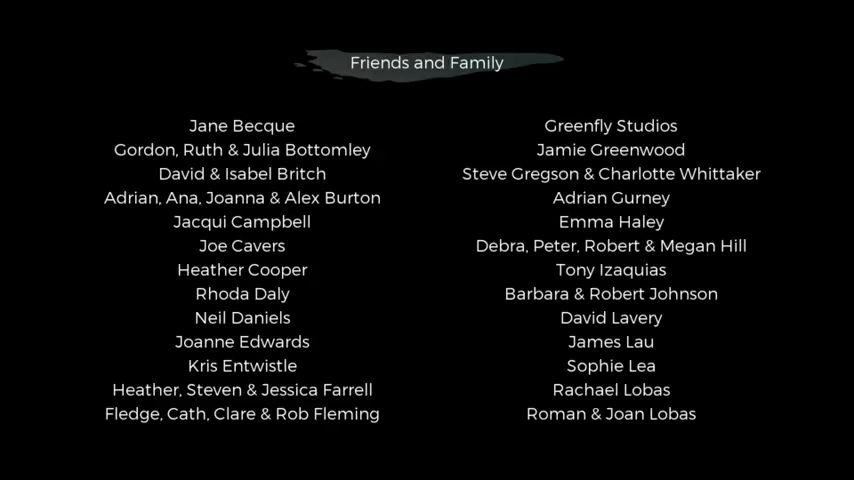 Friends and Family
Jane Becque
Gordon, Ruth & Julia Bottomley
David & Isabel Britch
Adrian, Ana, Joanna & Alex Burton
Jacqui Campbell
Joe Cavers
Heather Cooper
Rhoda Daly
Neil Daniels
Joanne Edwards
Kris Entwistle
Heather, Steven & Jessica Farrell
Fledge, Cath, Clare & Rob Fleming
Greenfly Studios
Jamie Greenwood
Steve Gregson & Charlotte Whittaker
Adrian Gurney
Emma Haley
Debra, Peter, Robert & Megan Hill
Tony Izaquias
Barbara & Robert Johnson
David Lavery
James Lau
Sophie Lea
Rachael Lobas
Roman & Joan Lobas